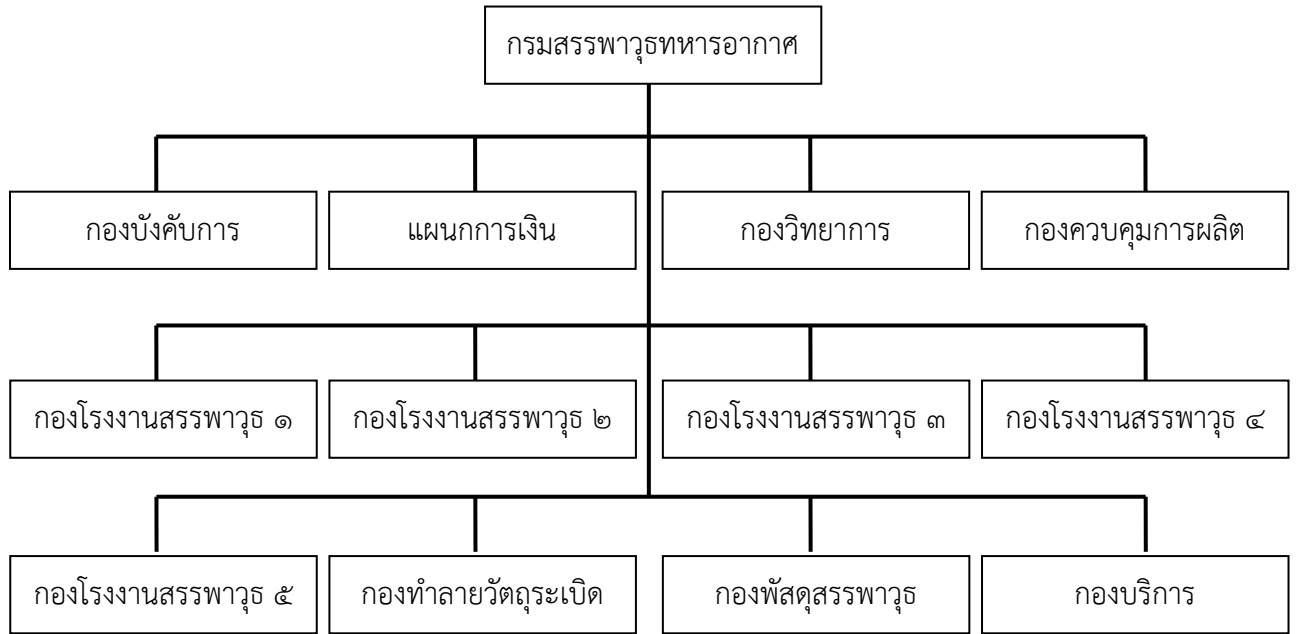 กรมสรรพาวุธทหารอากาศ
กองบังคับการ
แผนกการเงิน
กองวิทยาการ
กองควบคุมการผลิต
กองโรงงานสรรพาวุธ ๑
กองโรงงานสรรพาวุธ ๒
กองโรงงานสรรพาวุธ ๓
กองโรงงานสรรพาวุธ ๔
กองโรงงานสรรพาวุธ ๕
กองทำลายวัตถุระเบิด
กองพัสดุสรรพาวุธ
กองบริการ